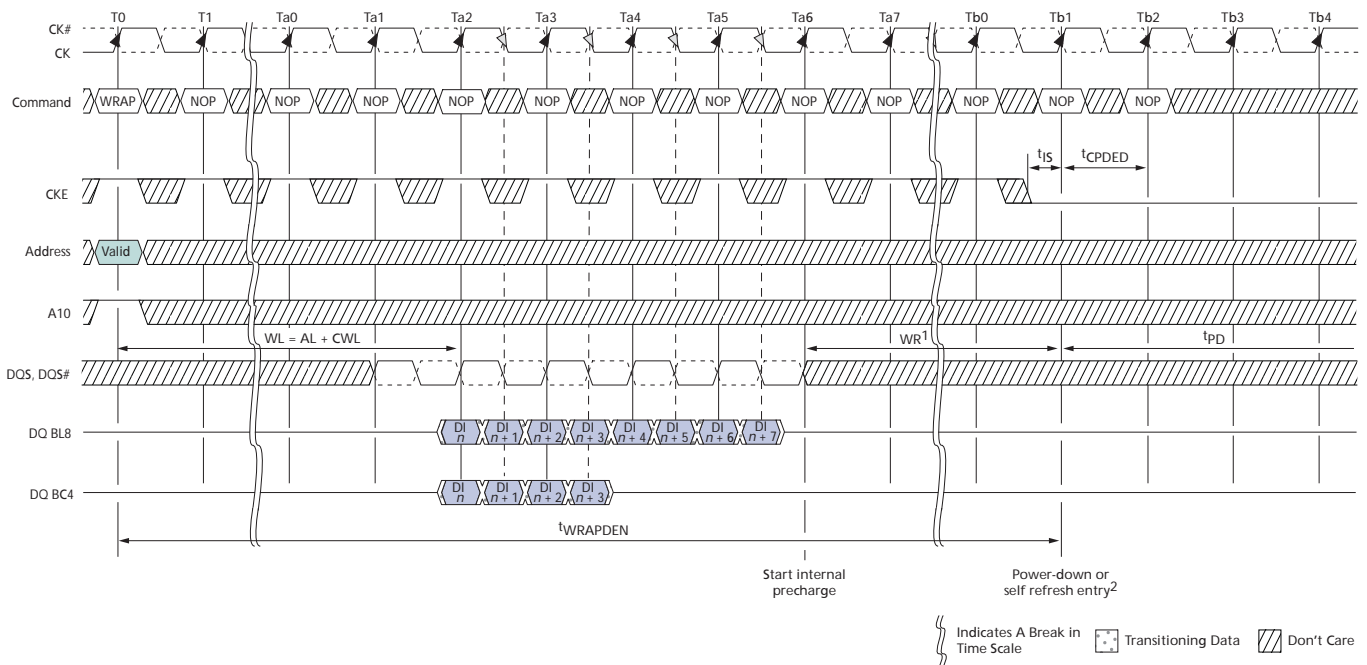 T0 T1 Ta0 Ta1 Ta2 Ta3 Ta4 Ta5 Ta6 Ta7 Tb0 Tb1 Tb2 Tb3 Tb4
CK#
CK
Command WRAP NOP NOP NOP NOP NOP NOP NOP NOP NOP NOP NOP NOP
tIS tCPDED
CKE
Address Valid
A10
WL = AL + CWL WR1 tPD
DQS, DQS#
DQ BL8 DI n DI n + 1 DI n + 2 DI n + 3 DI n + 4 DI n + 5 DI n + 6 DI n + 7
DQ BC4 DI n DI n + 1 DI n + 2 DI n + 3
tWRAPDEN
Start internal
precharge
Power-down or
self refresh entry2
Indicates A Break in
Time Scale
Transitioning Data
Don't Care